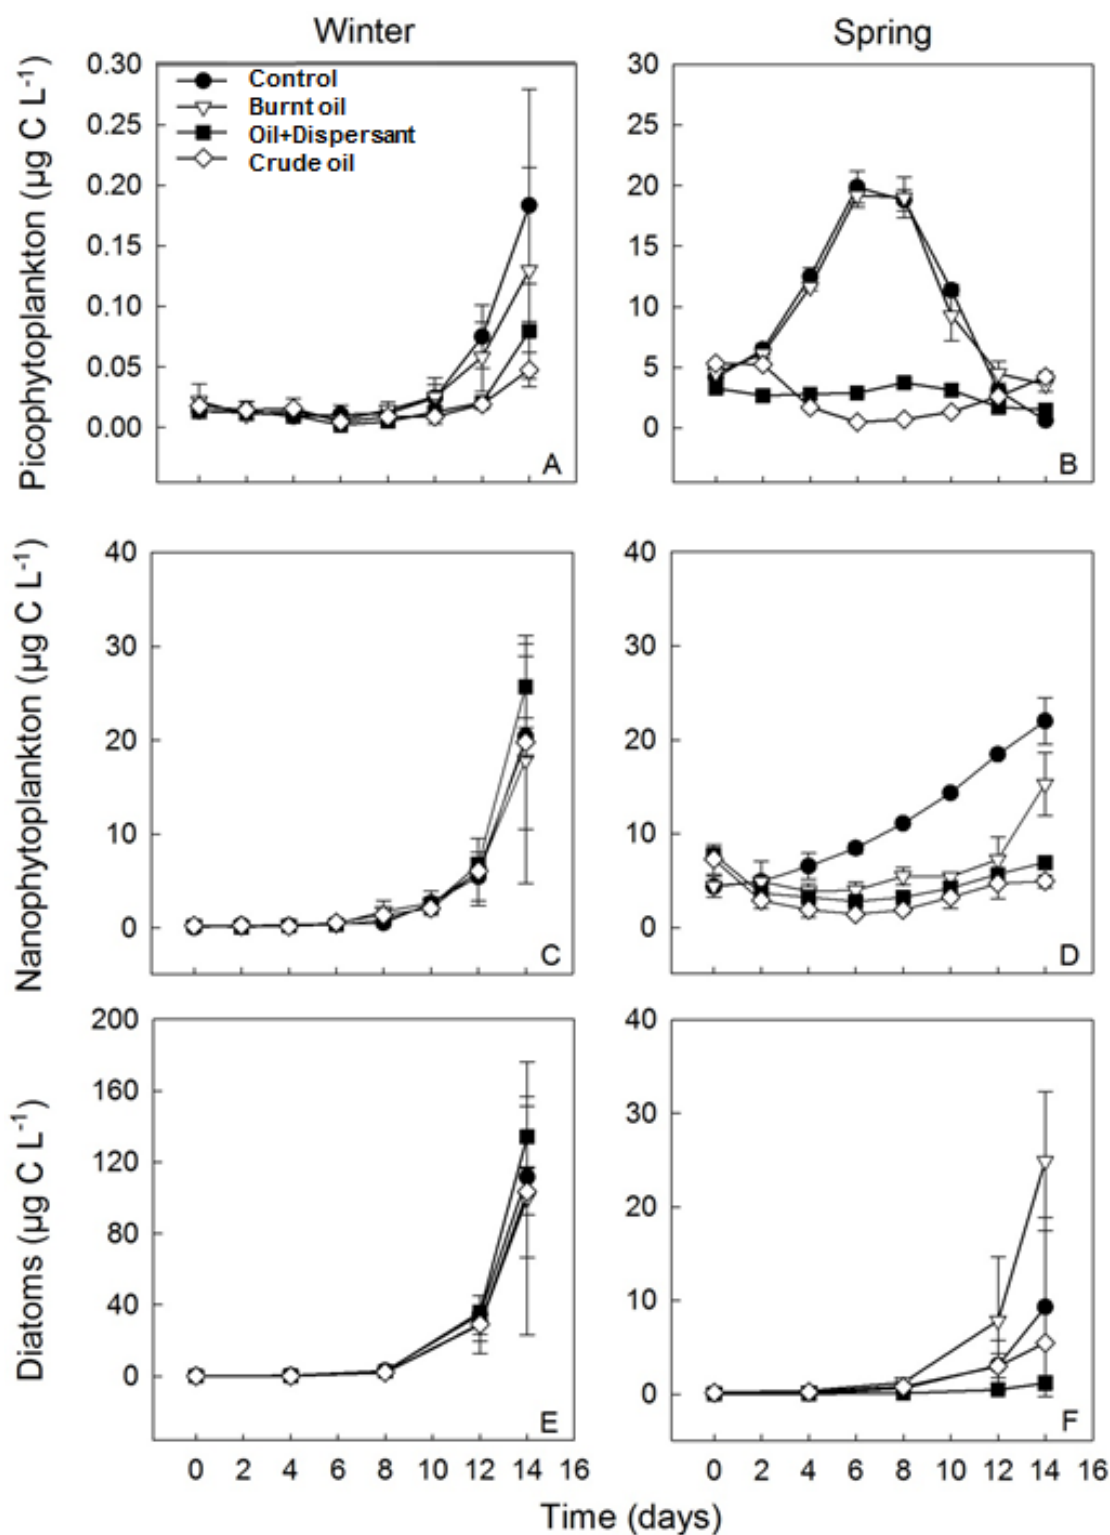 Winter
Spring
Picophytoplankton (µg C L⁻¹)
0.30
0.25
0.20
0.15
0.10
0.05
0.00
Control
Burnt oil
Oil+Dispersant
Crude oil
A
30
25
20
15
10
5
0
B
Nanophytoplankton (µg C L⁻¹)
40
30
20
10
0
C
40
30
20
10
0
D
Diatoms (µg C L⁻¹)
200
160
120
80
40
0
E
40
30
20
10
0
F
0 2 4 6 8 10 12 14 16
0 2 4 6 8 10 12 14 16
Time (days)